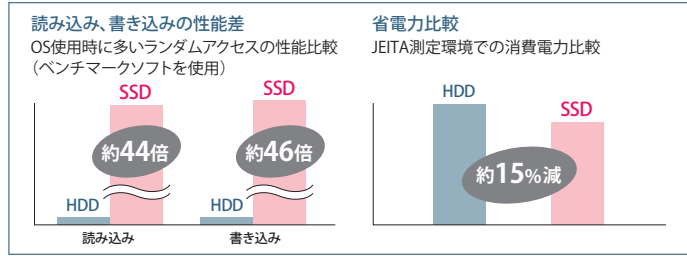 読み込み、書き込みの性能差
OS使用時に多いランダムアクセスの性能比較
（ベンチマークソフトを使用）
SSD
SSD
約44倍
約46倍
HDD
HDD
読み込み
書き込み
省電力比較
JEITA測定環境での消費電力比較
HDD
SSD
約15%減